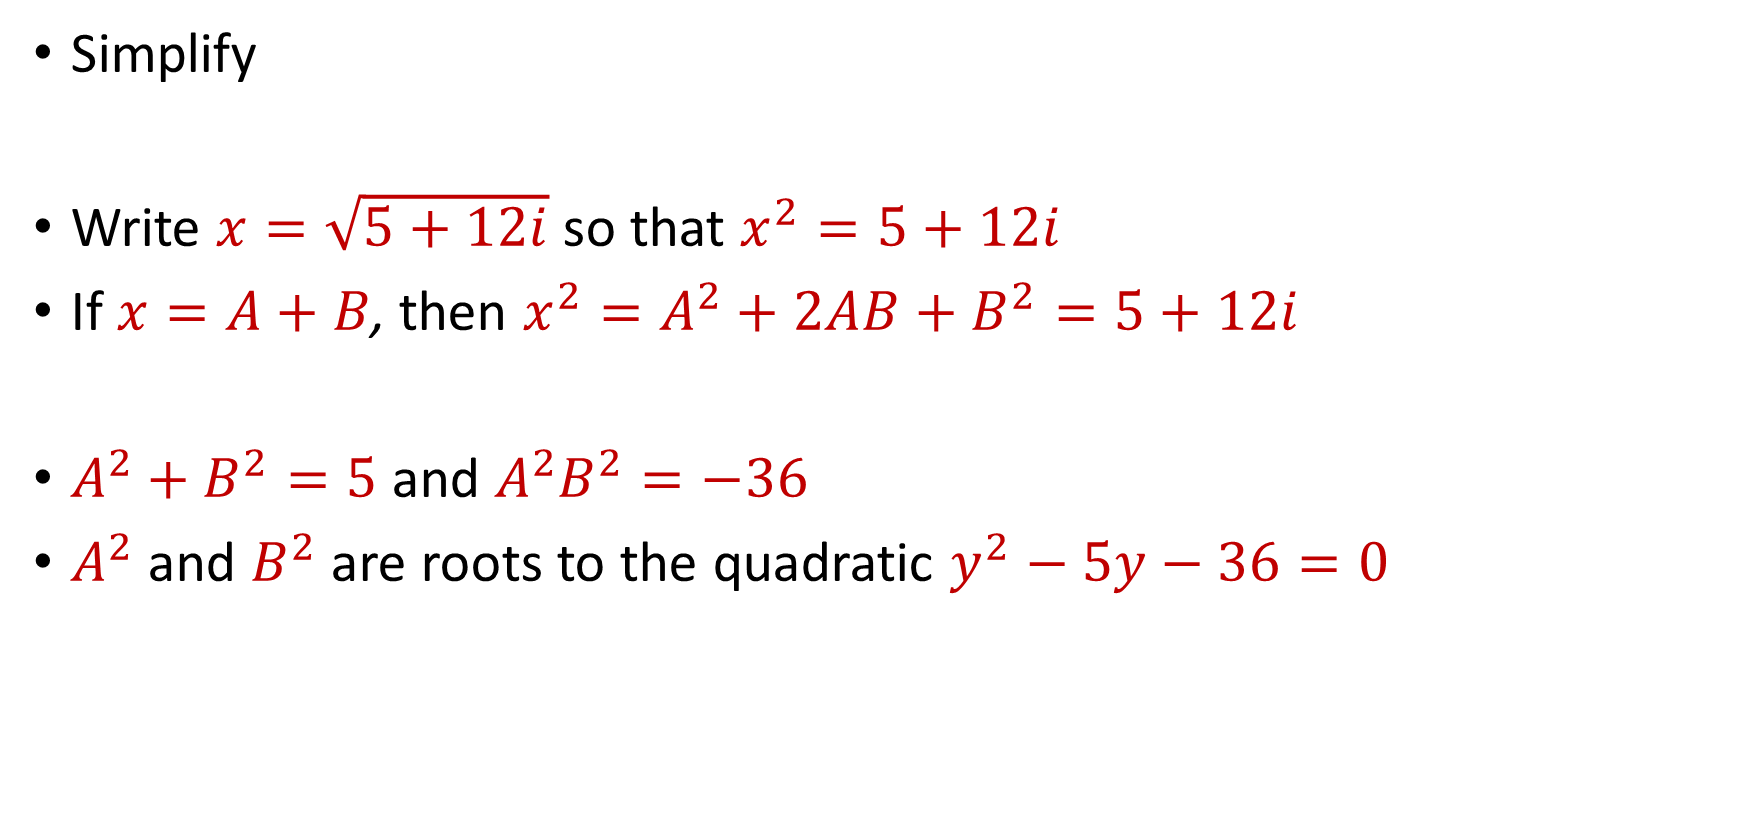 • Simplify
• Write x = √(5 + 12i) so that x² = 5 + 12i
• If x = A + B, then x² = A² + 2AB + B² = 5 + 12i
• A² + B² = 5 and A²B² = −36
• A² and B² are roots to the quadratic y² − 5y − 36 = 0